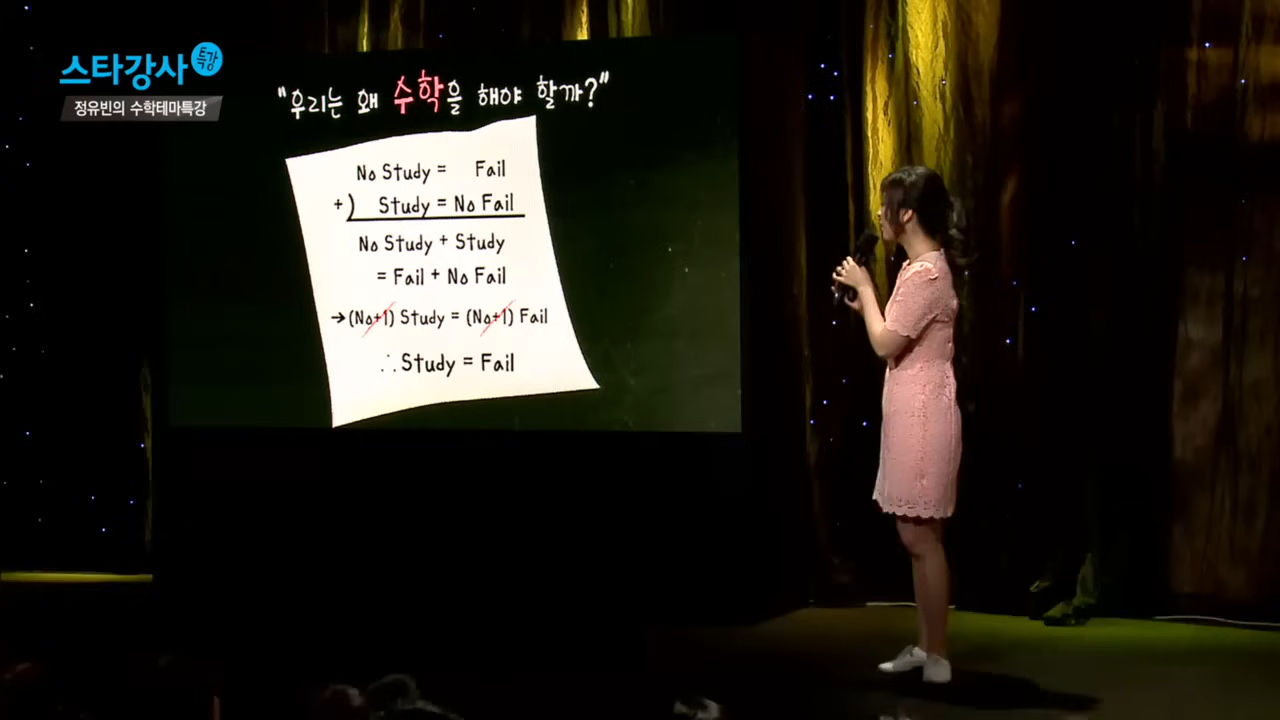 스타강사 특강
정유빈의 수학테마특강
"우리는 왜 수학을 해야 할까?"
No Study = Fail
+) Study = No Fail
No Study + Study
= Fail + No Fail
→(No+1) Study = (No+1) Fail
∴Study = Fail